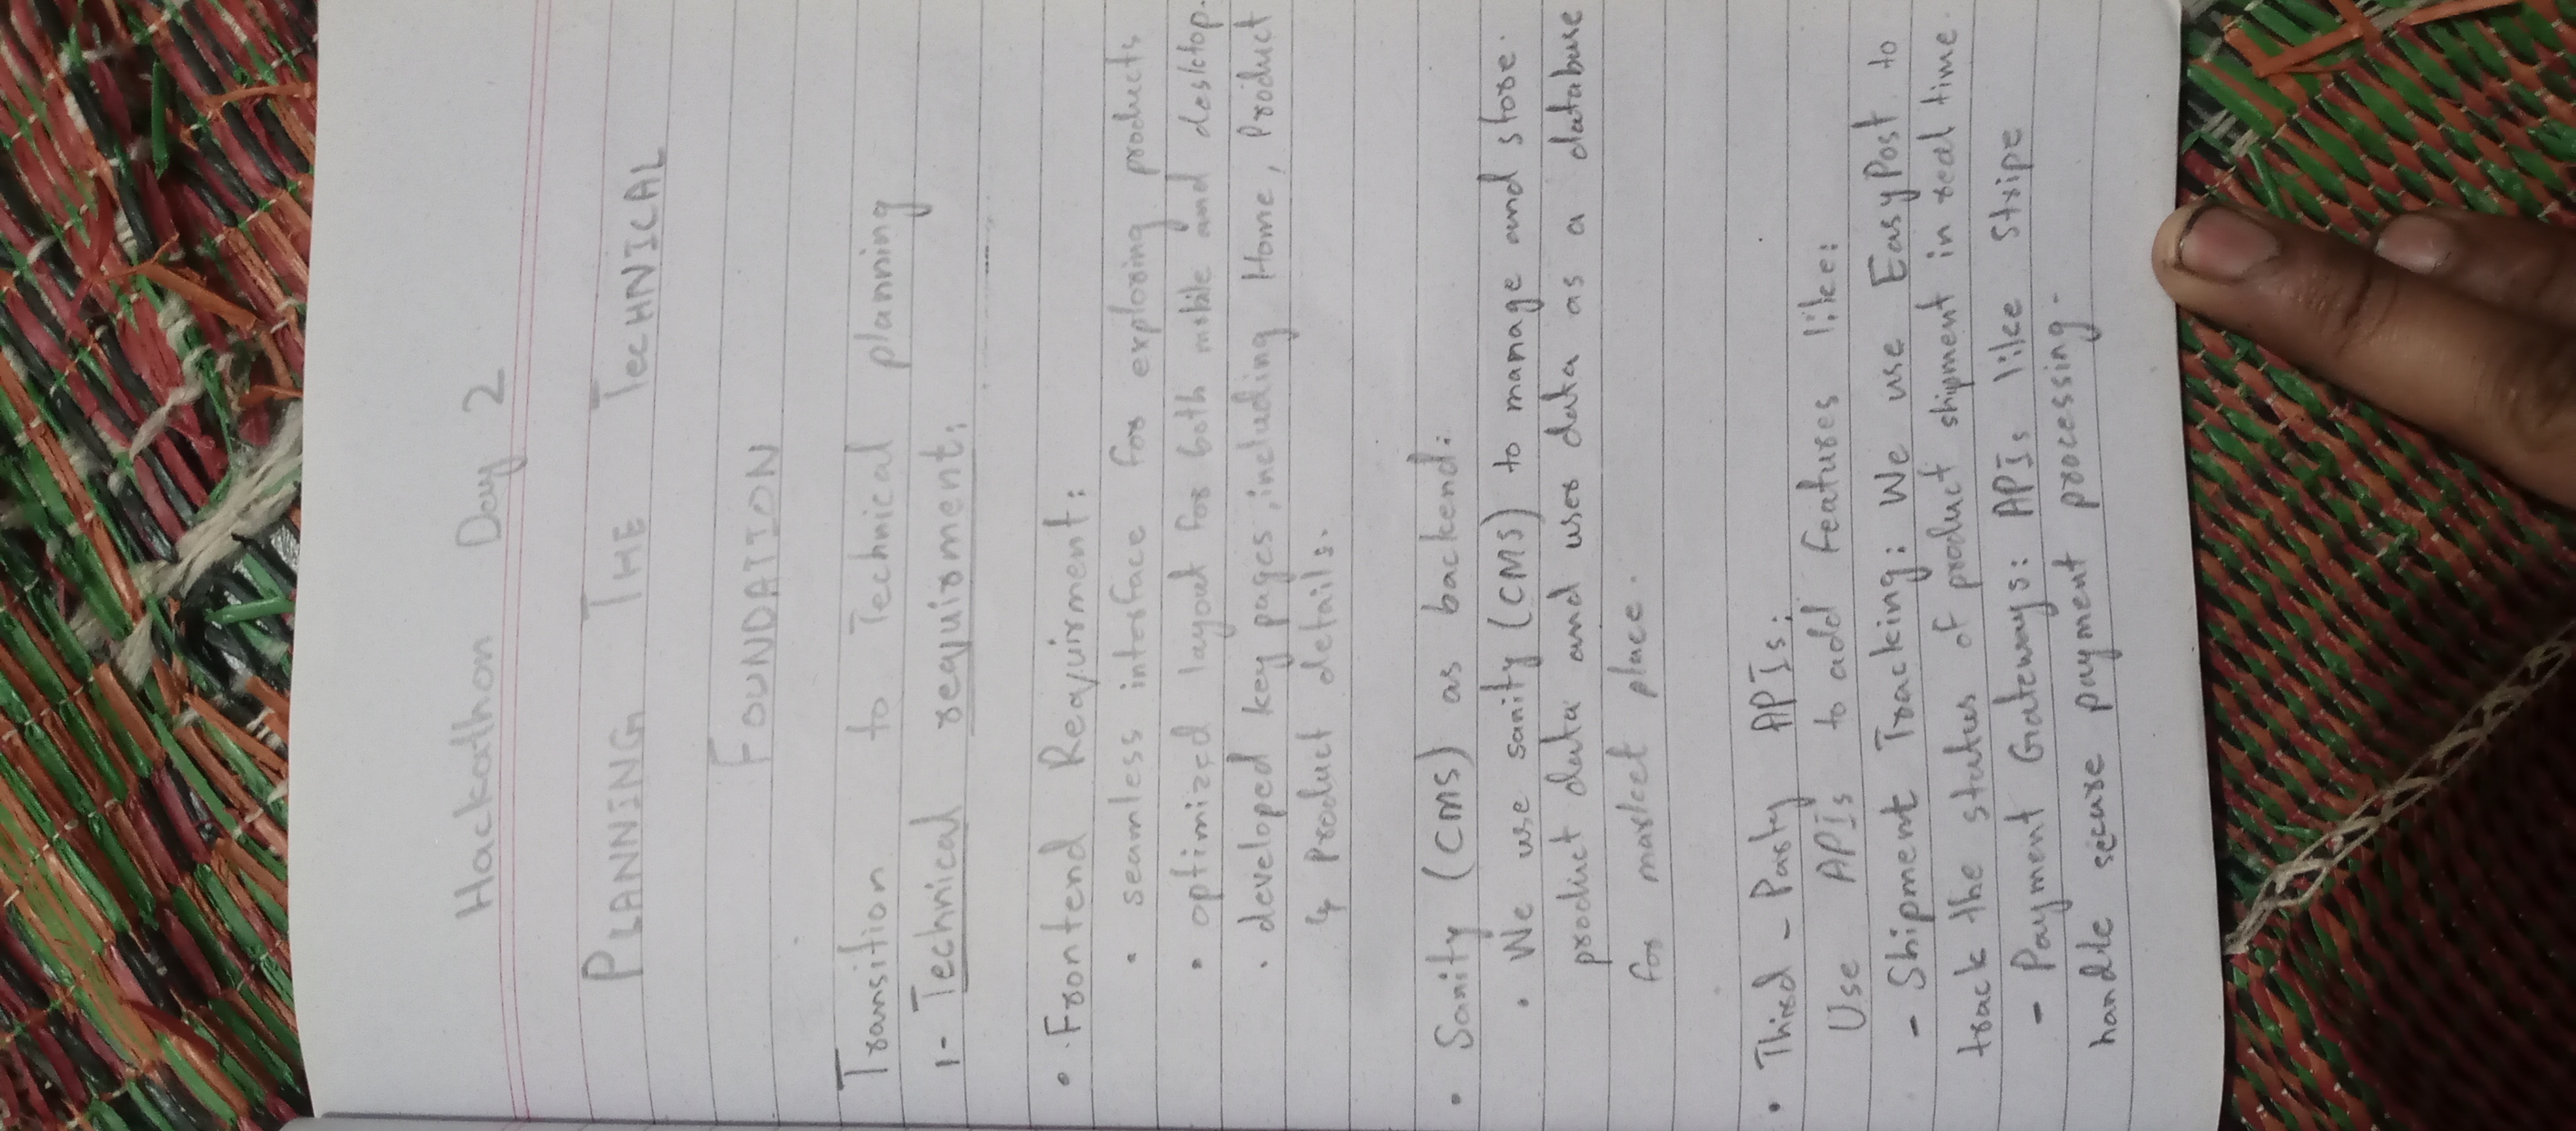 Hackathon Day 2
PLANNING THE TECHNICAL
FOUNDATION
Transition to Technical planning
1- Technical requirment:
• Frontend Requirment:
• seamless interface for exploring products
• optimized layout for both mobile and desktop.
• developed key pages, including Home, Product
& Product details.
• Sanity (CMS) as backend:
• We use sanity (CMS) to manage and store.
product data and user data as a database
for market place.
• Third-Party APIs:
Use APIs to add features like:
- Shipment Tracking: We use EasyPost to
track the status of product shipment in real time.
- Payment Gateways: APIs like Stripe
handle secure payment processing.